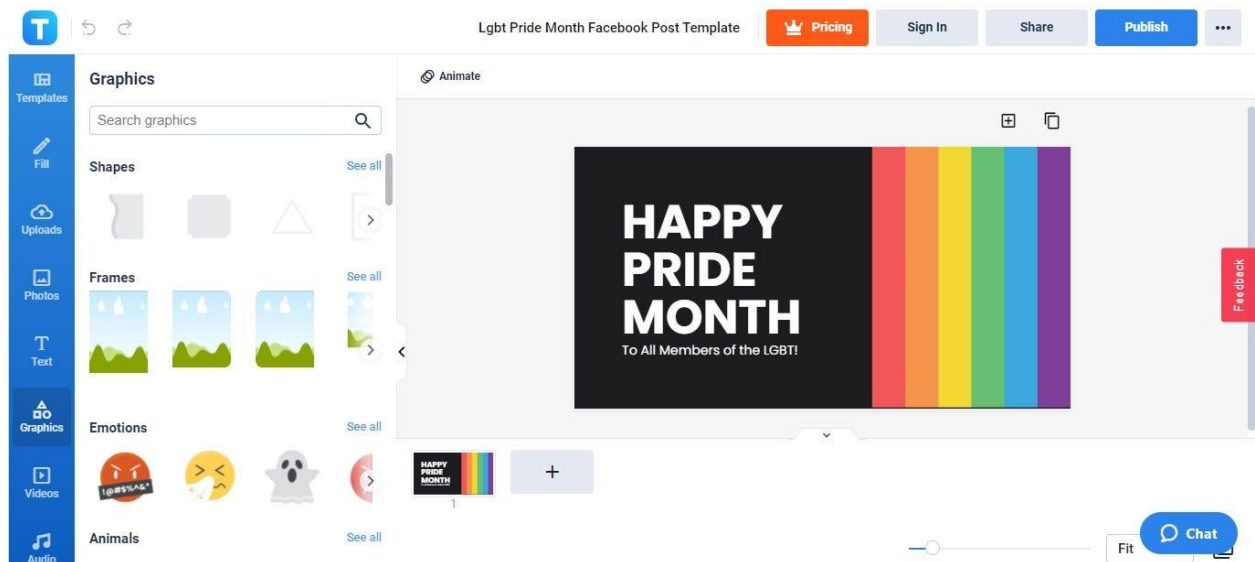 T
Lgbt Pride Month Facebook Post Template
Pricing
Sign In
Share
Publish
Templates
Fill
Uploads
Photos
Text
Graphics
Videos
Audio
Graphics
Search graphics
Shapes See all
Frames See all
Emotions See all
!@#$%^&*
Animals See all
Animate
HAPPY
PRIDE
MONTH
To All Members of the LGBT!
Feedback
HAPPY
PRIDE
MONTH
1
Fit
Chat